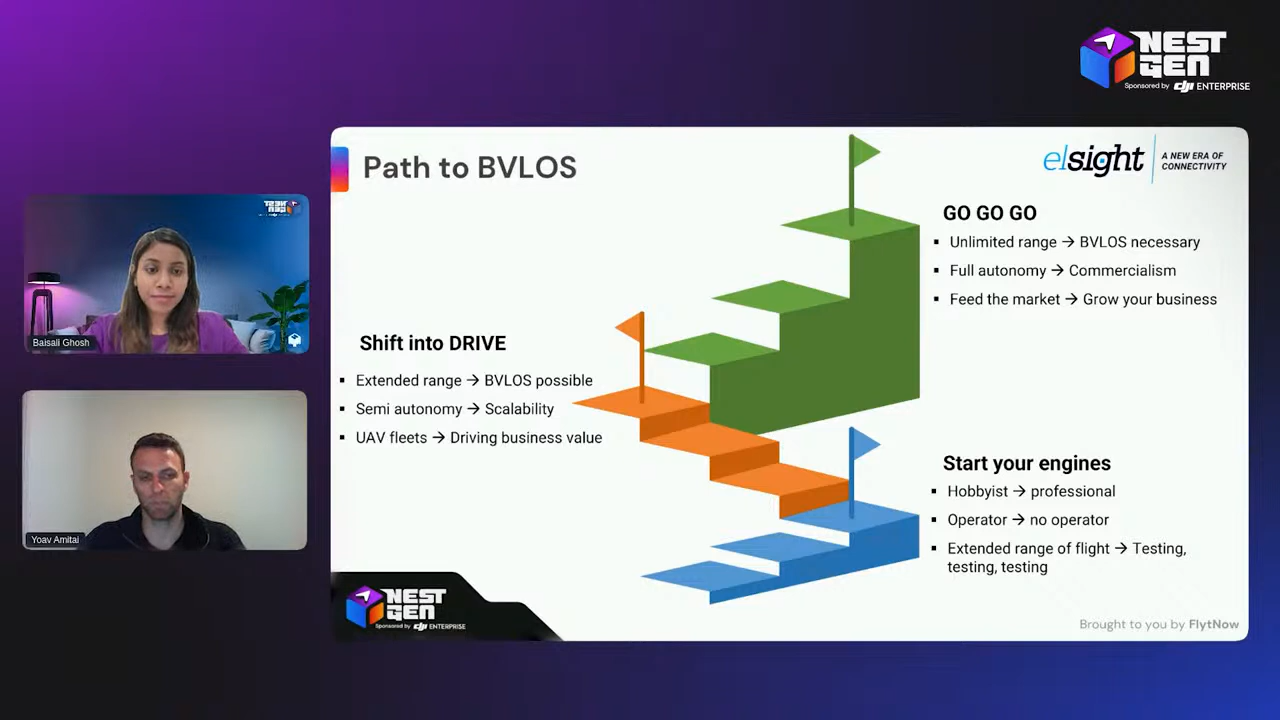 NEST
GEN
Sponsored by dji ENTERPRISE
Path to BVLOS
elsight
A NEW ERA OF
CONNECTIVITY
GO GO GO
▪ Unlimited range → BVLOS necessary
▪ Full autonomy → Commercialism
▪ Feed the market → Grow your business
Shift into DRIVE
▪ Extended range → BVLOS possible
▪ Semi autonomy → Scalability
▪ UAV fleets → Driving business value
Start your engines
▪ Hobbyist → professional
▪ Operator → no operator
▪ Extended range of flight → Testing,
testing, testing
Baisali Ghosh
Yoav Amitai
NEST
GEN
Sponsored by dji ENTERPRISE
Brought to you by FlytNow